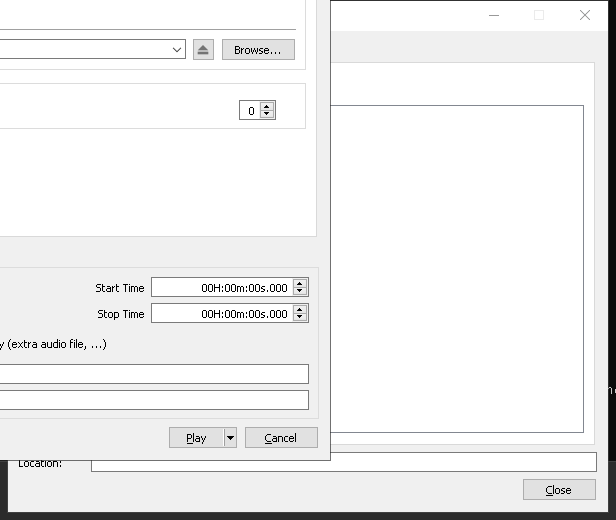 Browse...
0
Start Time 00H:00m:00s.000
Stop Time 00H:00m:00s.000
y (extra audio file, ...)
Play Cancel
Location:
Close